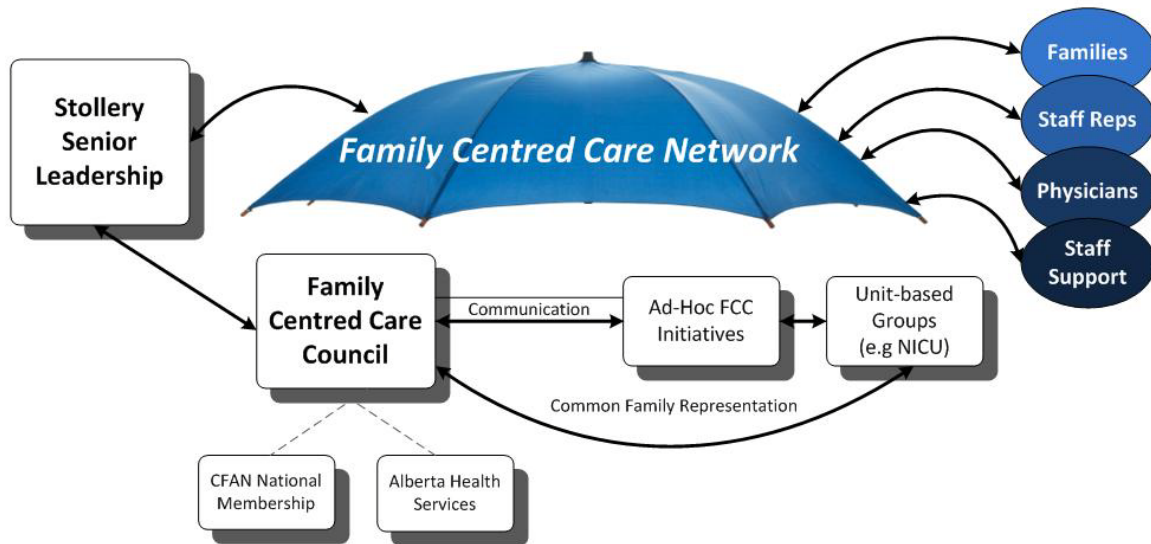 Stollery
Senior
Leadership
Family Centred Care Network
Families
Staff Reps
Physicians
Staff
Support
Family
Centred Care
Council
Communication
Ad-Hoc FCC
Initiatives
Unit-based
Groups
(e.g NICU)
Common Family Representation
CFAN National
Membership
Alberta Health
Services